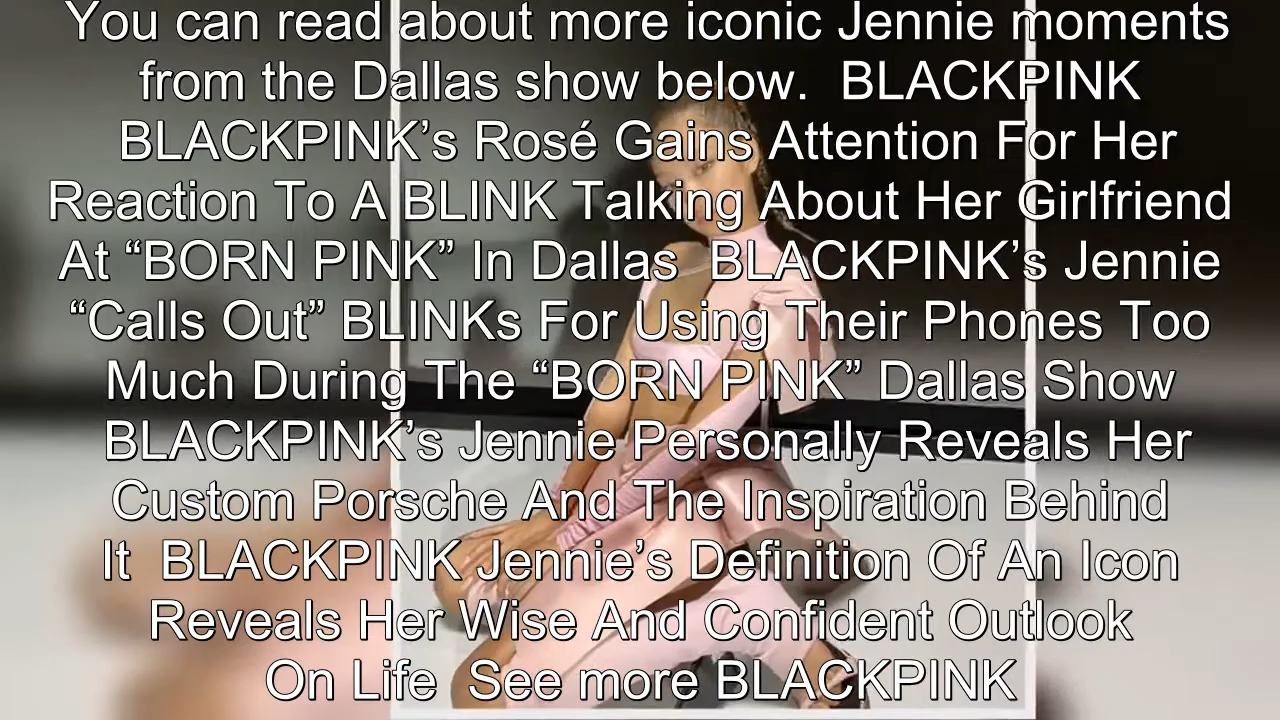 You can read about more iconic Jennie moments
from the Dallas show below.  BLACKPINK
BLACKPINK’s Rosé Gains Attention For Her
Reaction To A BLINK Talking About Her Girlfriend
At “BORN PINK” In Dallas  BLACKPINK’s Jennie
“Calls Out” BLINKs For Using Their Phones Too
Much During The “BORN PINK” Dallas Show
BLACKPINK’s Jennie Personally Reveals Her
Custom Porsche And The Inspiration Behind
It  BLACKPINK Jennie’s Definition Of An Icon
Reveals Her Wise And Confident Outlook
On Life  See more BLACKPINK